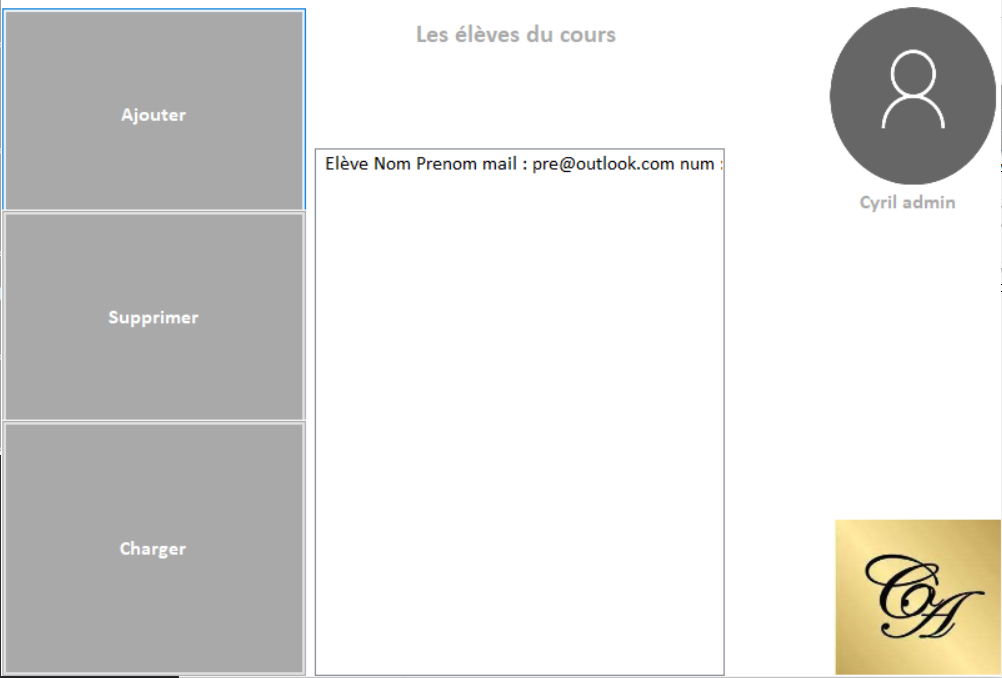 Les élèves du cours
Ajouter
Elève Nom Prenom mail : pre@outlook.com num :
Cyril admin
Supprimer
Charger
CA